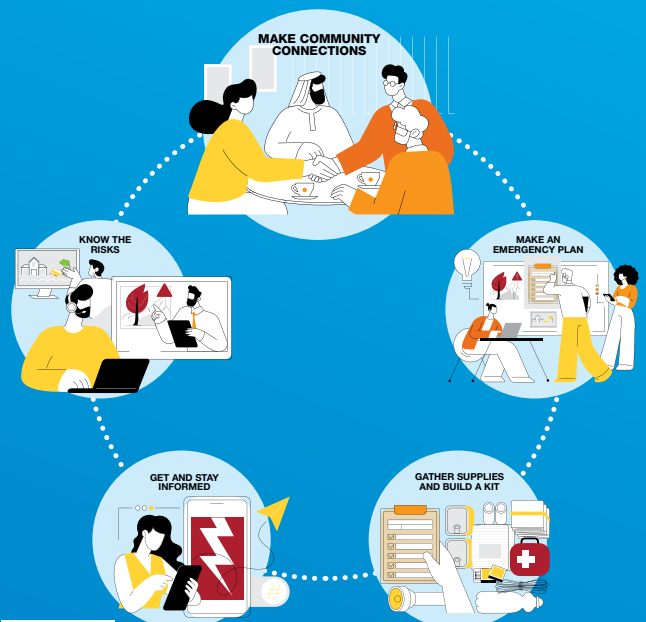 MAKE COMMUNITY
CONNECTIONS
KNOW THE
RISKS
MAKE AN
EMERGENCY PLAN
GET AND STAY
INFORMED
GATHER SUPPLIES
AND BUILD A KIT